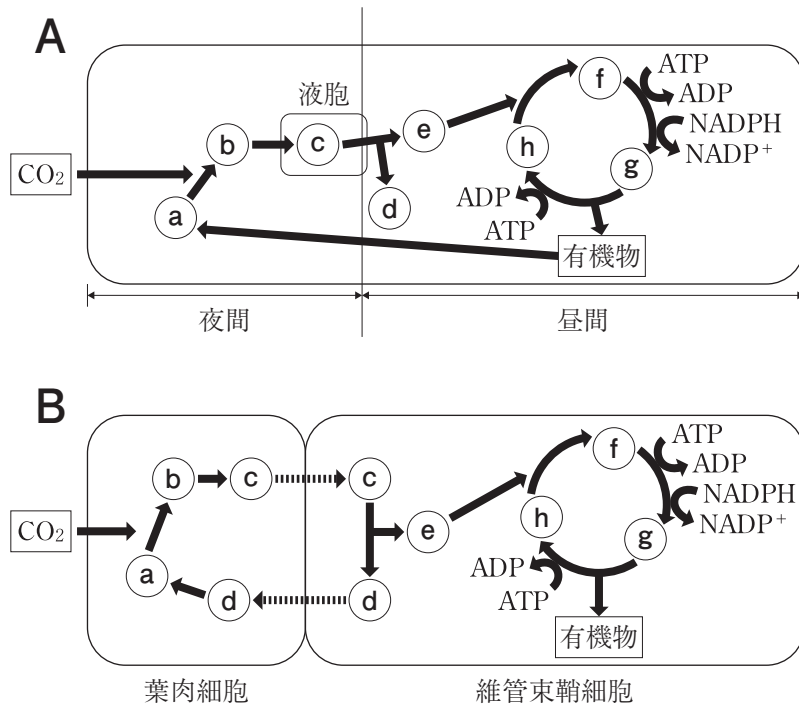 A
液胞
CO₂
a
b
c
d
e
f
g
h
ATP
ADP
NADPH
NADP⁺
ADP
ATP
有機物
夜間
昼間
B
CO₂
a
b
c
d
c
d
e
f
g
h
ATP
ADP
NADPH
NADP⁺
ADP
ATP
有機物
葉肉細胞
維管束鞘細胞